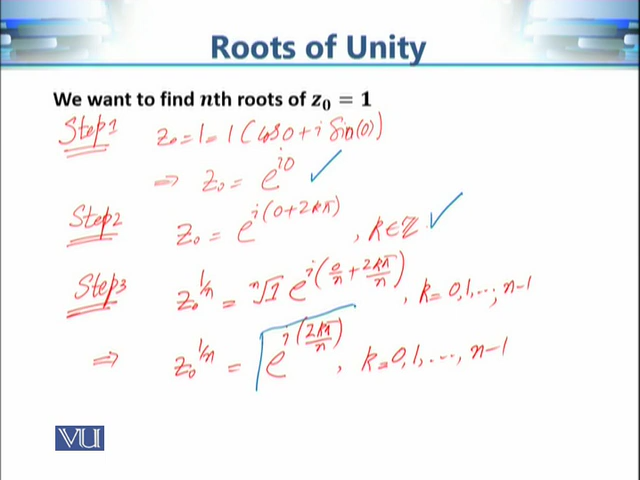 Roots of Unity
We want to find nth roots of z₀ = 1
Step1 z₀ = 1 = 1 (Cos 0 + i Sin(0))
⇒ z₀ = e^{i0} ✓
Step2 z₀ = e^{i(0+2kπ)}, k∈ℤ ✓
Step3 z₀^{1/n} = ⁿ√1 e^{i(0/n + 2kπ/n)}, k = 0,1,...,n-1
⇒ z₀^{1/n} = e^{i(2kπ/n)}, k = 0,1,...,n-1
VU